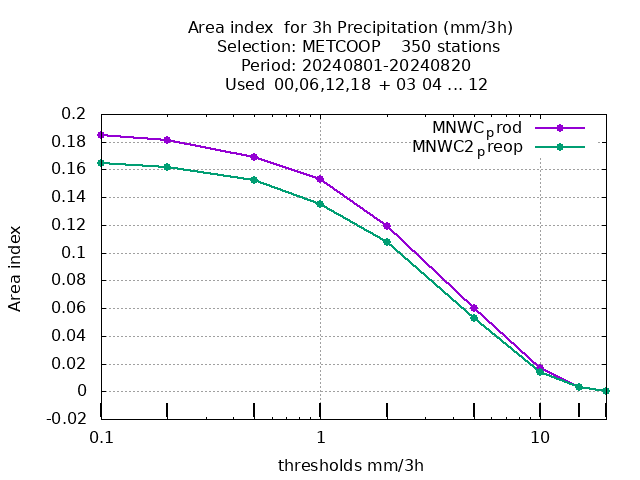 Area index  for 3h Precipitation (mm/3h)
Selection: METCOOP    350 stations
Period: 20240801-20240820
Used  00,06,12,18 + 03 04 ... 12
MNWCprod
MNWC2preop
0.2
0.18
0.16
0.14
0.12
0.1
0.08
0.06
0.04
0.02
0
-0.02
Area index
0.1
1
10
thresholds mm/3h